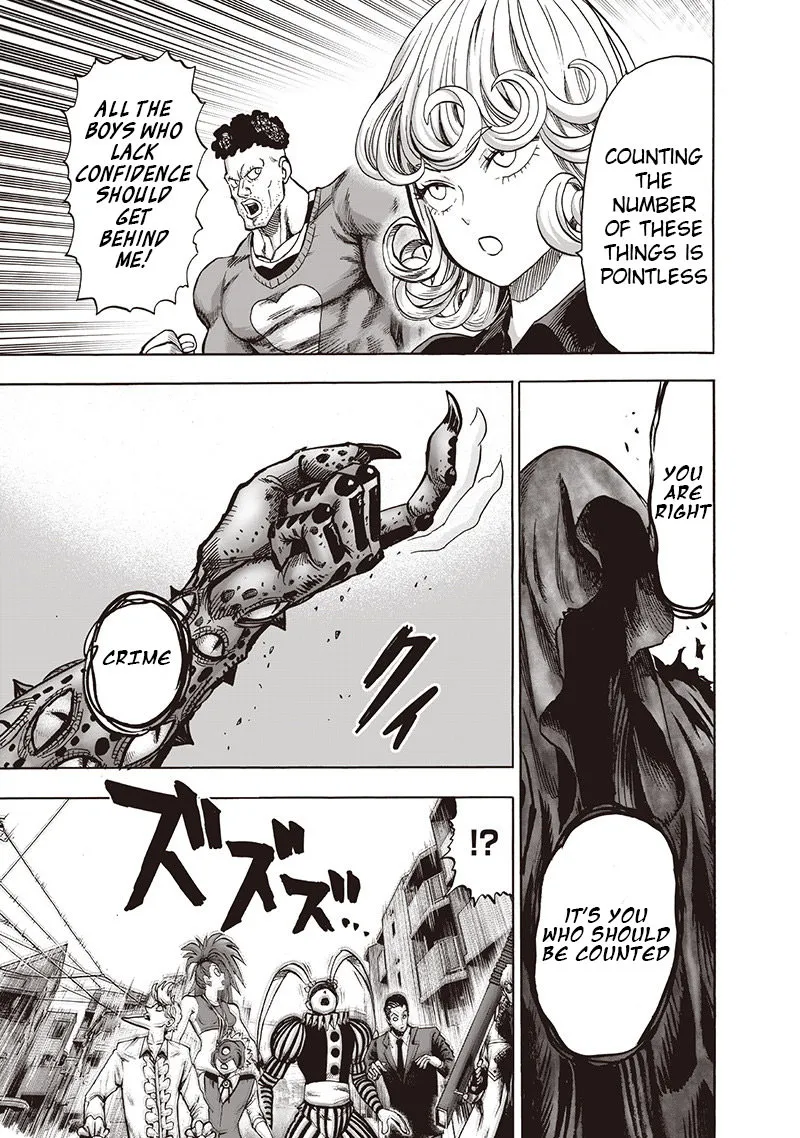 COUNTING
THE
NUMBER
OF THESE
THINGS IS
POINTLESS
ALL THE
BOYS WHO
LACK
CONFIDENCE
SHOULD
GET
BEHIND
ME!
YOU
ARE
RIGHT
IT'S YOU
WHO SHOULD
BE COUNTED
CRIME
クイ
!?
ズズズ...